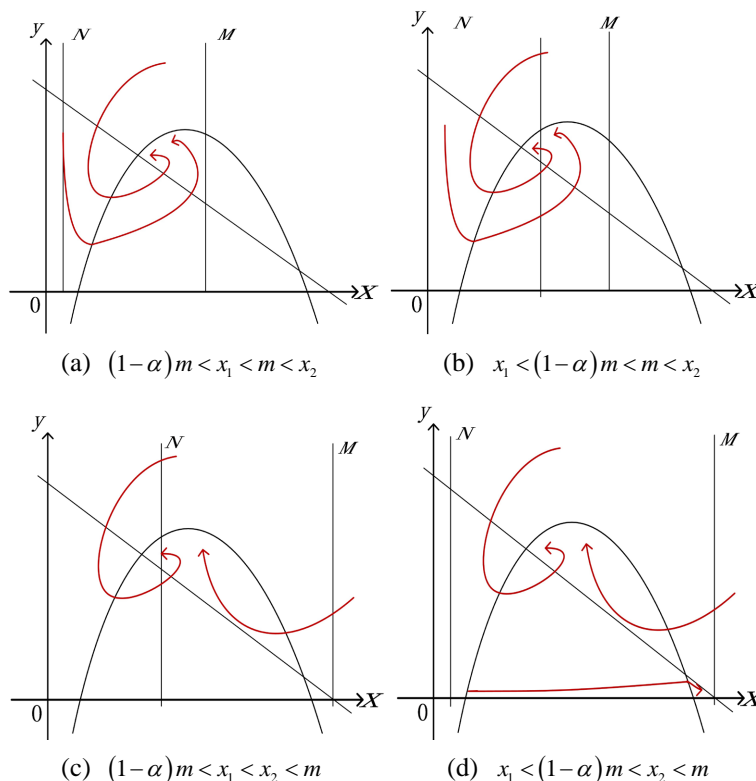 y N M
0 X
y N M
0 X
(a) (1−α)m < x₁ < m < x₂
(b) x₁ < (1−α)m < m < x₂
y N M
0 X
y N M
0 X
(c) (1−α)m < x₁ < x₂ < m
(d) x₁ < (1−α)m < x₂ < m